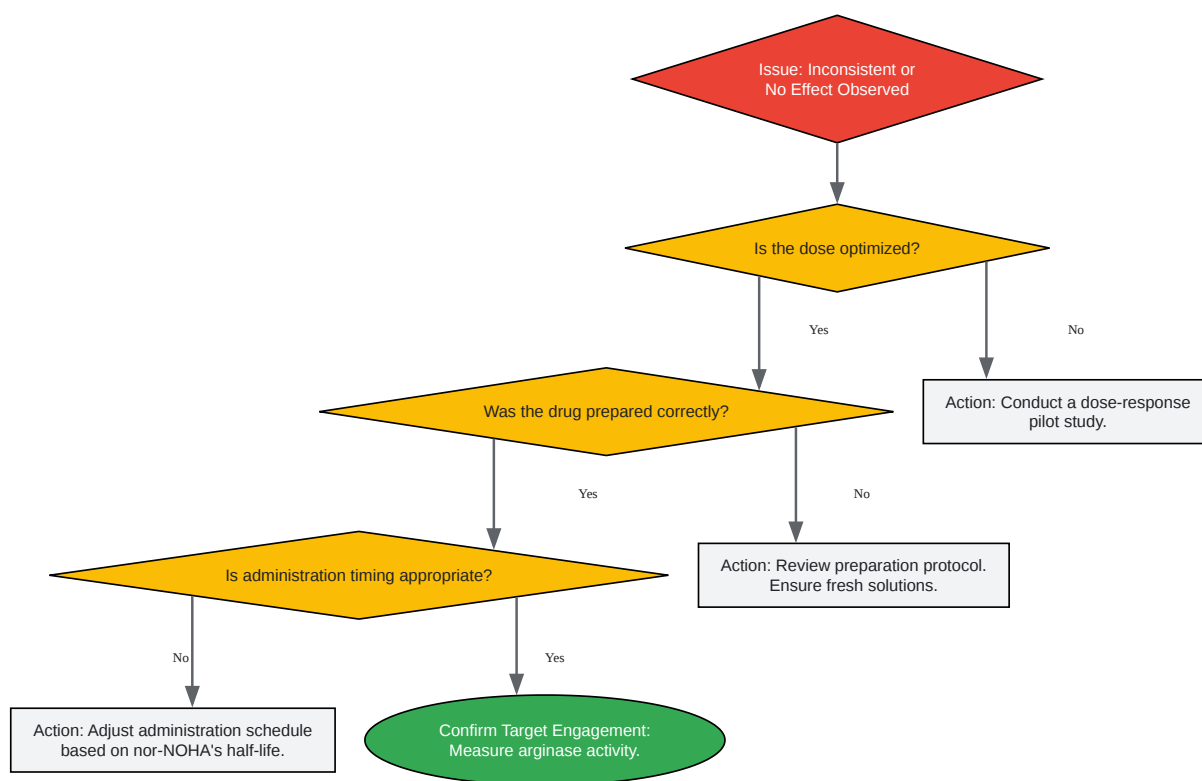 Issue: Inconsistent or
No Effect Observed
Is the dose optimized?
Yes
No
Action: Conduct a dose-response
pilot study.
Was the drug prepared correctly?
Yes
No
Action: Review preparation protocol.
Ensure fresh solutions.
Is administration timing appropriate?
No
Yes
Action: Adjust administration schedule
based on nor-NOHA's half-life.
Confirm Target Engagement:
Measure arginase activity.